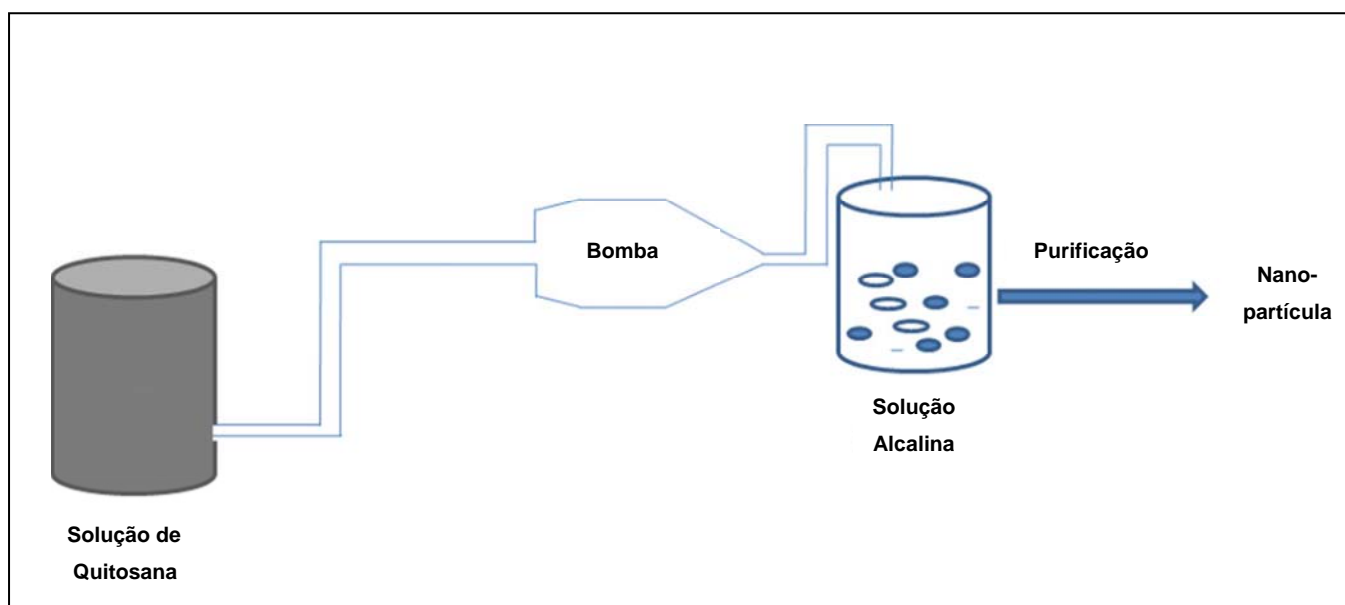 Solução de
Quitosana
Bomba
Solução
Alcalina
Purificação
Nano-
partícula